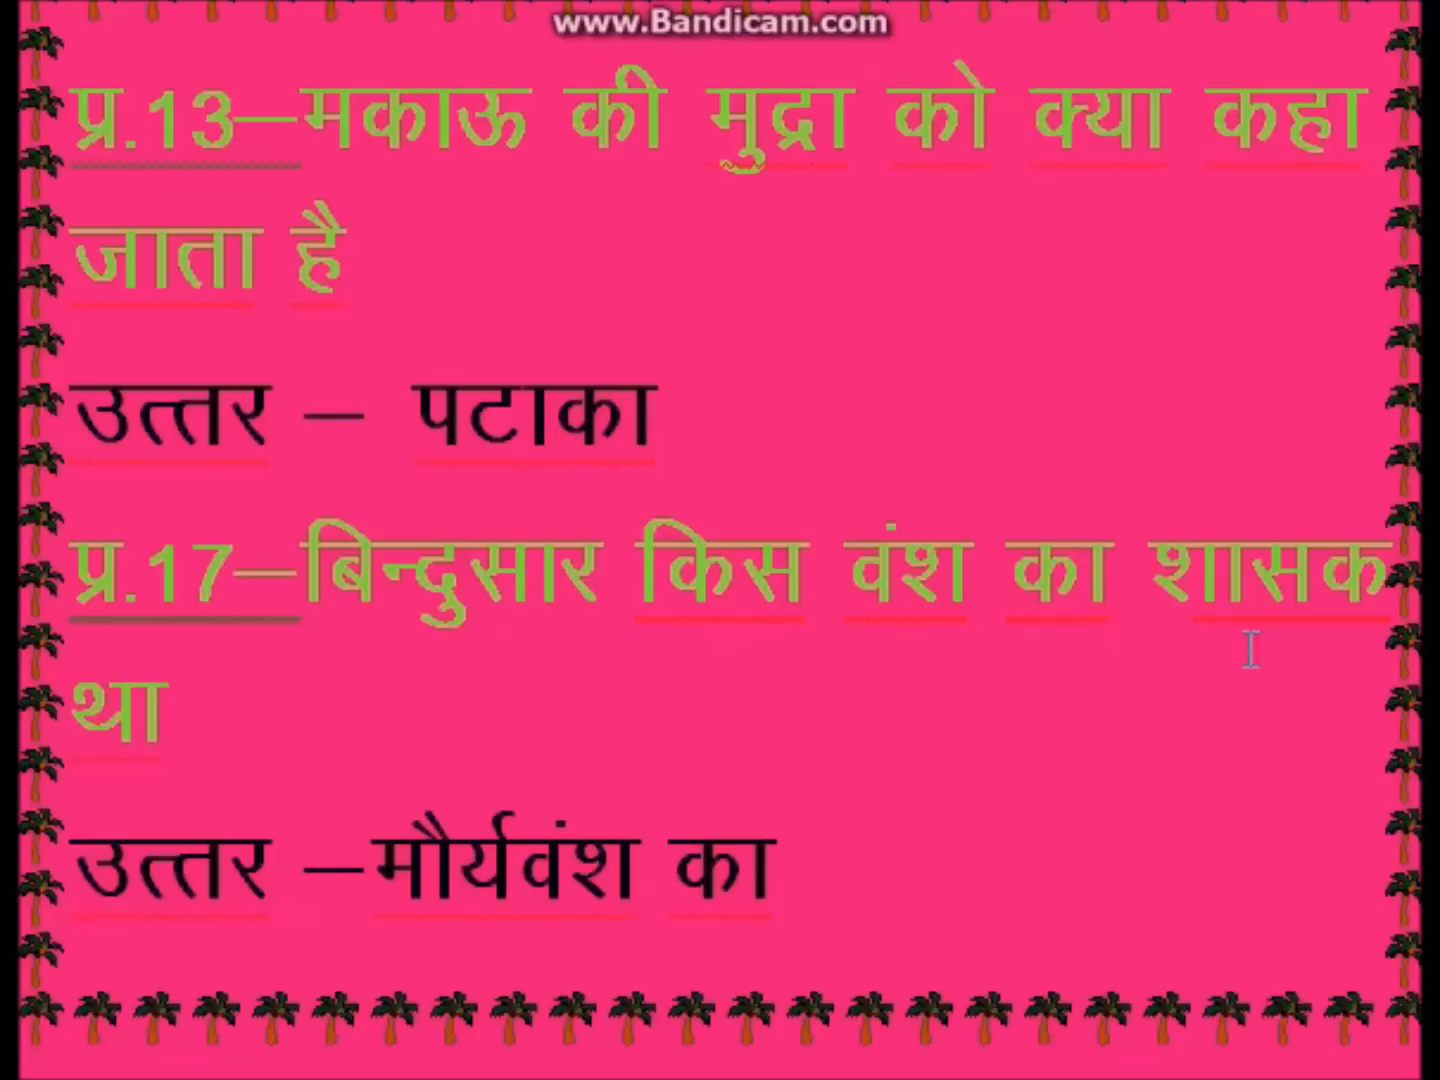 www.Bandicam.com
प्र.13–मकाऊ की मुद्रा को क्या कहा
जाता है
उत्तर – पटाका
प्र.17–बिन्दुसार किस वंश का शासक
था
उत्तर –मौर्यवंश का